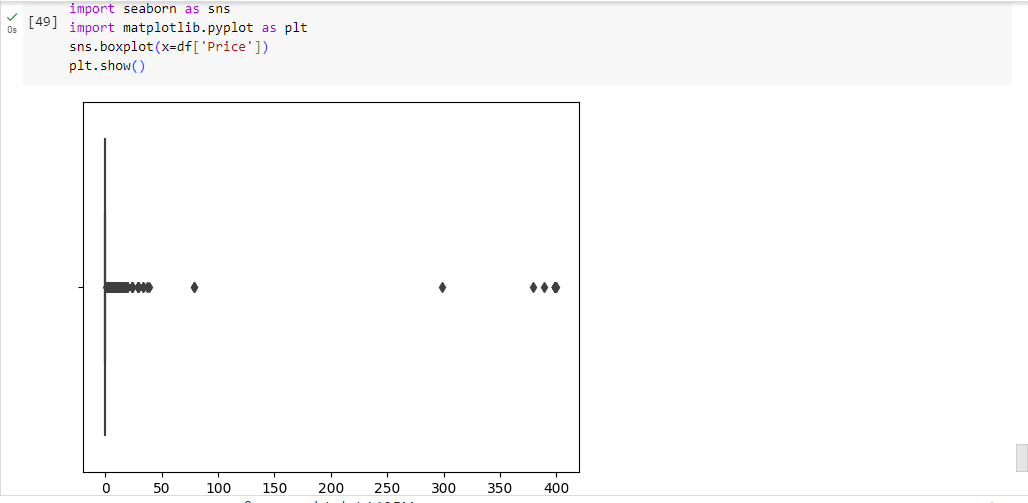 import seaborn as sns
[49] import matplotlib.pyplot as plt
0s
sns.boxplot(x=df['Price'])
plt.show()
0 50 100 150 200 250 300 350 400